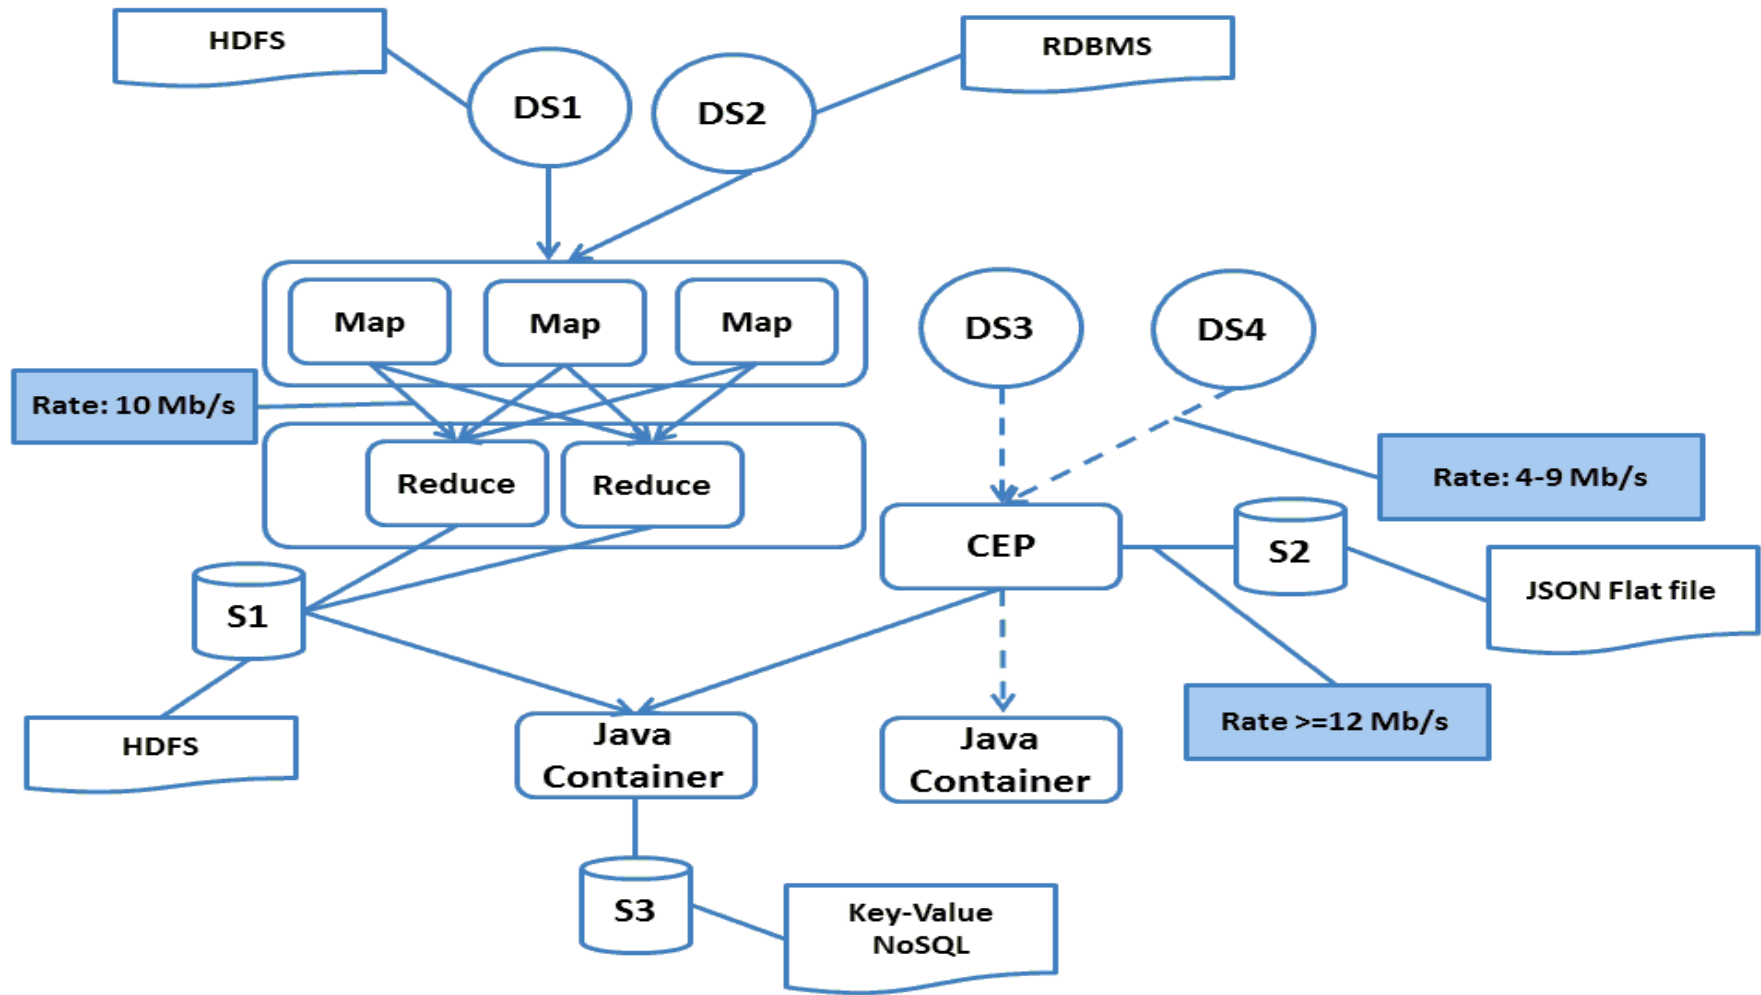 HDFS
RDBMS
DS1
DS2
Map
Map
Map
DS3
DS4
Rate: 10 Mb/s
Reduce
Reduce
Rate: 4-9 Mb/s
CEP
S2
JSON Flat file
S1
HDFS
Java
Container
Java
Container
Rate >=12 Mb/s
S3
Key-Value
NoSQL